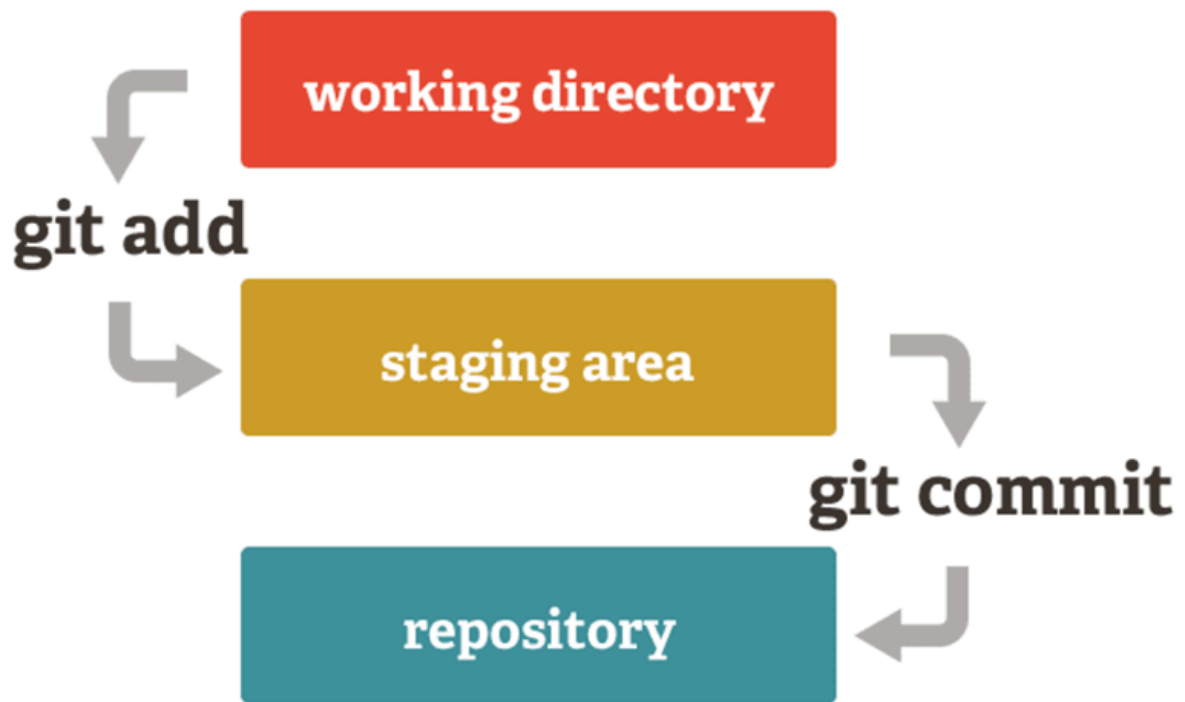 working directory
git add
staging area
git commit
repository